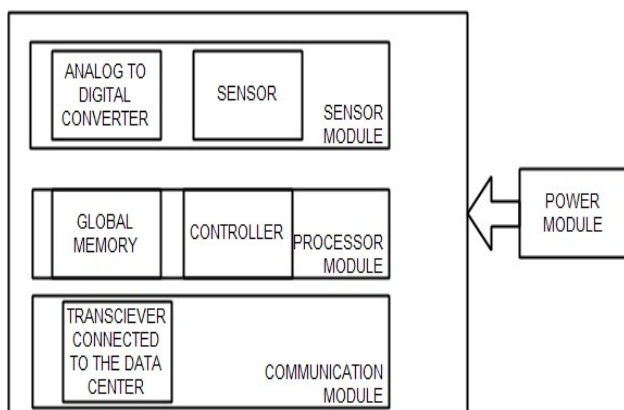 ANALOG TO
DIGITAL
CONVERTER
SENSOR
SENSOR
MODULE
GLOBAL
MEMORY
CONTROLLER
PROCESSOR
MODULE
TRANSCIEVER
CONNECTED
TO THE DATA
CENTER
COMMUNICATION
MODULE
POWER
MODULE